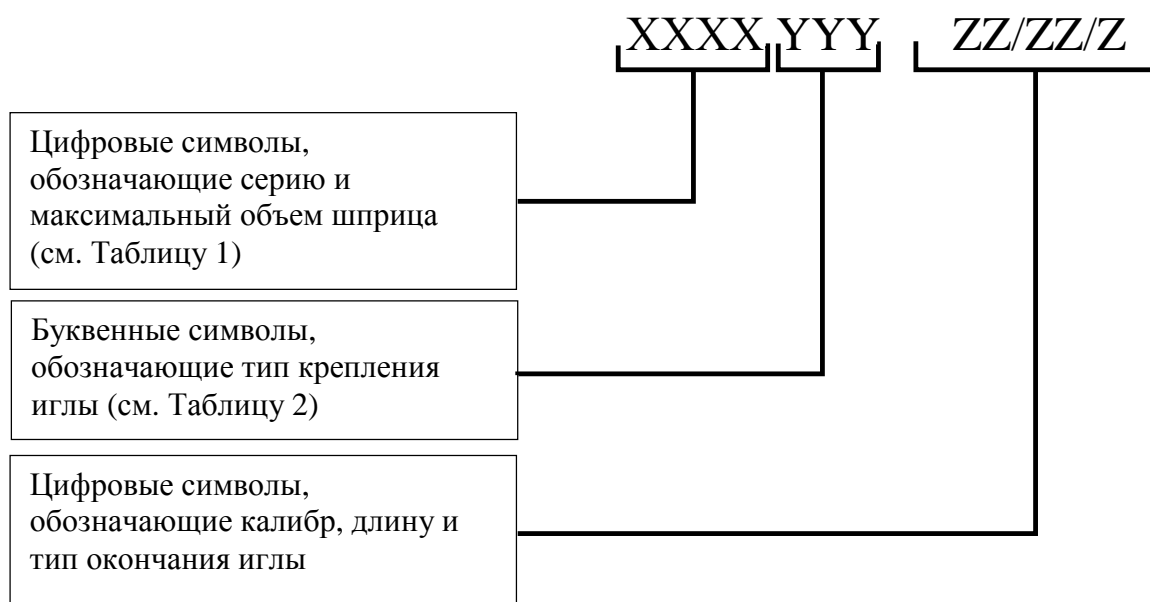 XXXX YYY ZZ/ZZ/Z
Цифровые символы,
обозначающие серию и
максимальный объем шприца
(см. Таблицу 1)
Буквенные символы,
обозначающие тип крепления
иглы (см. Таблицу 2)
Цифровые символы,
обозначающие калибр, длину и
тип окончания иглы